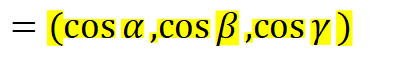 = (cos α ,cos β ,cos γ )